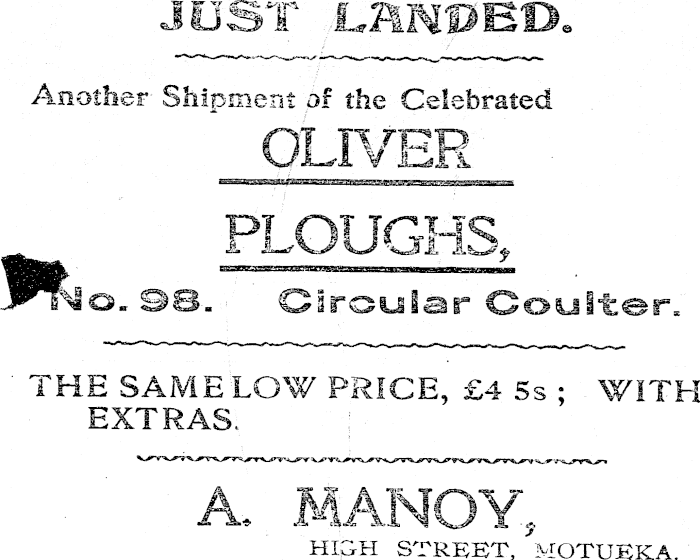 JUST LANDED.
Another Shipment of the Celebrated
OLIVER
PLOUGHS,
No. 98. Circular Coulter.
THE SAME LOW PRICE, £4 5s ; WITH
EXTRAS.
A. MANOY,
HIGH STREET, MOTUEKA.